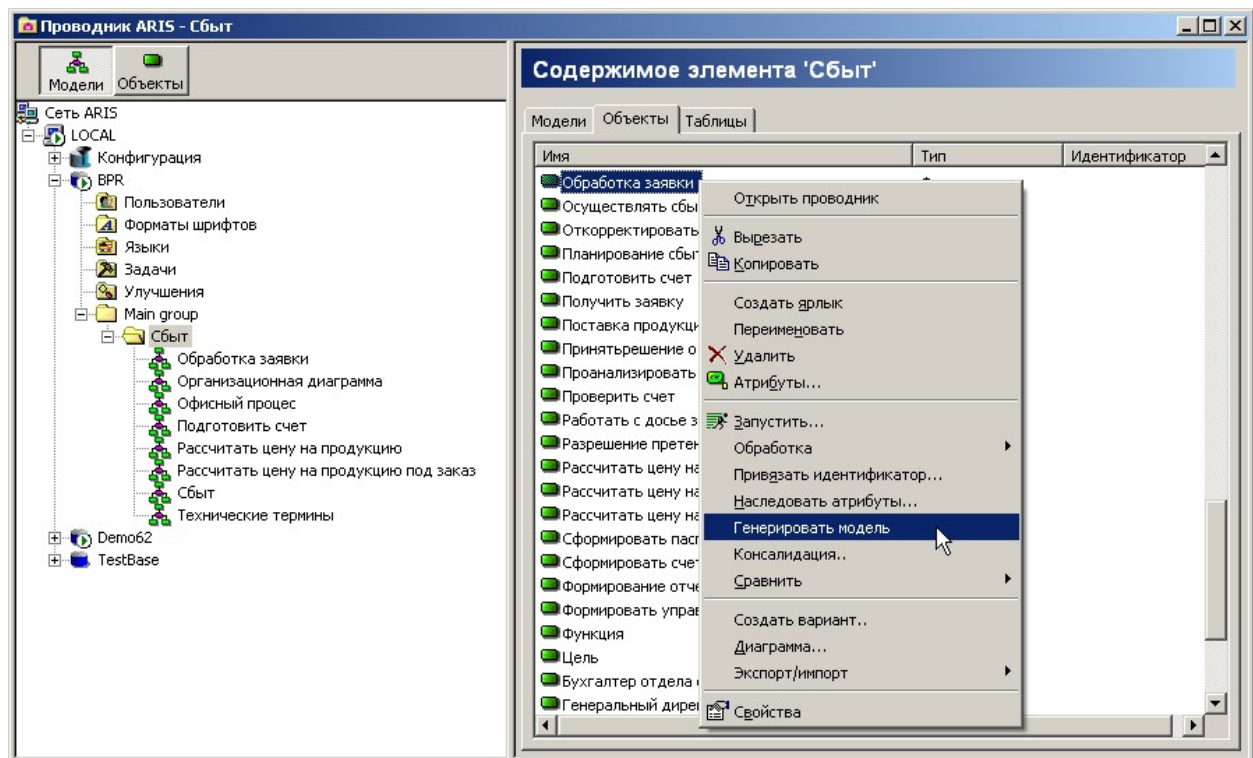 Проводник ARIS - Сбыт
Модели
Объекты
Сеть ARIS
LOCAL
Конфигурация
BPR
Пользователи
Форматы шрифтов
Языки
Задачи
Улучшения
Main group
Сбыт
Обработка заявки
Организационная диаграмма
Офисный процес
Подготовить счет
Рассчитать цену на продукцию
Рассчитать цену на продукцию под заказ
Сбыт
Технические термины
Demo62
TestBase
Содержимое элемента 'Сбыт'
Модели Объекты Таблицы
Имя Тип Идентификатор
Обработка заявки
Осуществлять сбы
Откорректировать
Планирование сбы
Подготовить счет
Получить заявку
Поставка продукци
Принятьрешение о
Проанализировать
Проверить счет
Работать с досье з
Разрешение претен
Рассчитать цену на
Рассчитать цену на
Рассчитать цену на
Сформировать пас
Сформировать сче
Формирование отче
Формировать управ
Функция
Цель
Бухгалтер отдела
Генеральный дирек
Открыть проводник
Вырезать
Копировать
Создать ярлык
Переименовать
Удалить
Атрибуты...
Запустить...
Обработка
Привязать идентификатор...
Наследовать атрибуты...
Генерировать модель
Консалидация..
Сравнить
Создать вариант..
Диаграмма...
Экспорт/импорт
Свойства